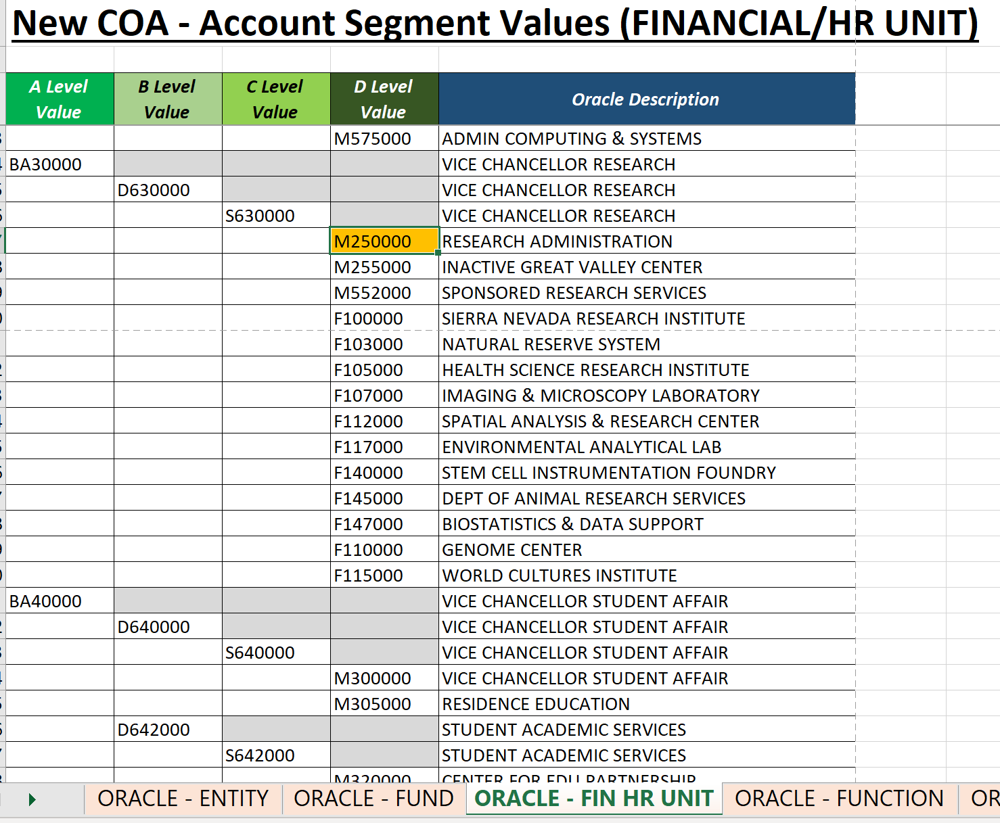 New COA - Account Segment Values (FINANCIAL/HR UNIT)
A Level Value B Level Value C Level Value D Level Value Oracle Description
M575000 ADMIN COMPUTING & SYSTEMS
BA30000 VICE CHANCELLOR RESEARCH
D630000 VICE CHANCELLOR RESEARCH
S630000 VICE CHANCELLOR RESEARCH
M250000 RESEARCH ADMINISTRATION
M255000 INACTIVE GREAT VALLEY CENTER
M552000 SPONSORED RESEARCH SERVICES
F100000 SIERRA NEVADA RESEARCH INSTITUTE
F103000 NATURAL RESERVE SYSTEM
F105000 HEALTH SCIENCE RESEARCH INSTITUTE
F107000 IMAGING & MICROSCOPY LABORATORY
F112000 SPATIAL ANALYSIS & RESEARCH CENTER
F117000 ENVIRONMENTAL ANALYTICAL LAB
F140000 STEM CELL INSTRUMENTATION FOUNDRY
F145000 DEPT OF ANIMAL RESEARCH SERVICES
F147000 BIOSTATISTICS & DATA SUPPORT
F110000 GENOME CENTER
F115000 WORLD CULTURES INSTITUTE
BA40000 VICE CHANCELLOR STUDENT AFFAIR
D640000 VICE CHANCELLOR STUDENT AFFAIR
S640000 VICE CHANCELLOR STUDENT AFFAIR
M300000 VICE CHANCELLOR STUDENT AFFAIR
M305000 RESIDENCE EDUCATION
D642000 STUDENT ACADEMIC SERVICES
S642000 STUDENT ACADEMIC SERVICES
M320000 CENTER FOR EDU PARTNERSHIP
ORACLE - ENTITY ORACLE - FUND ORACLE - FIN HR UNIT ORACLE - FUNCTION OR